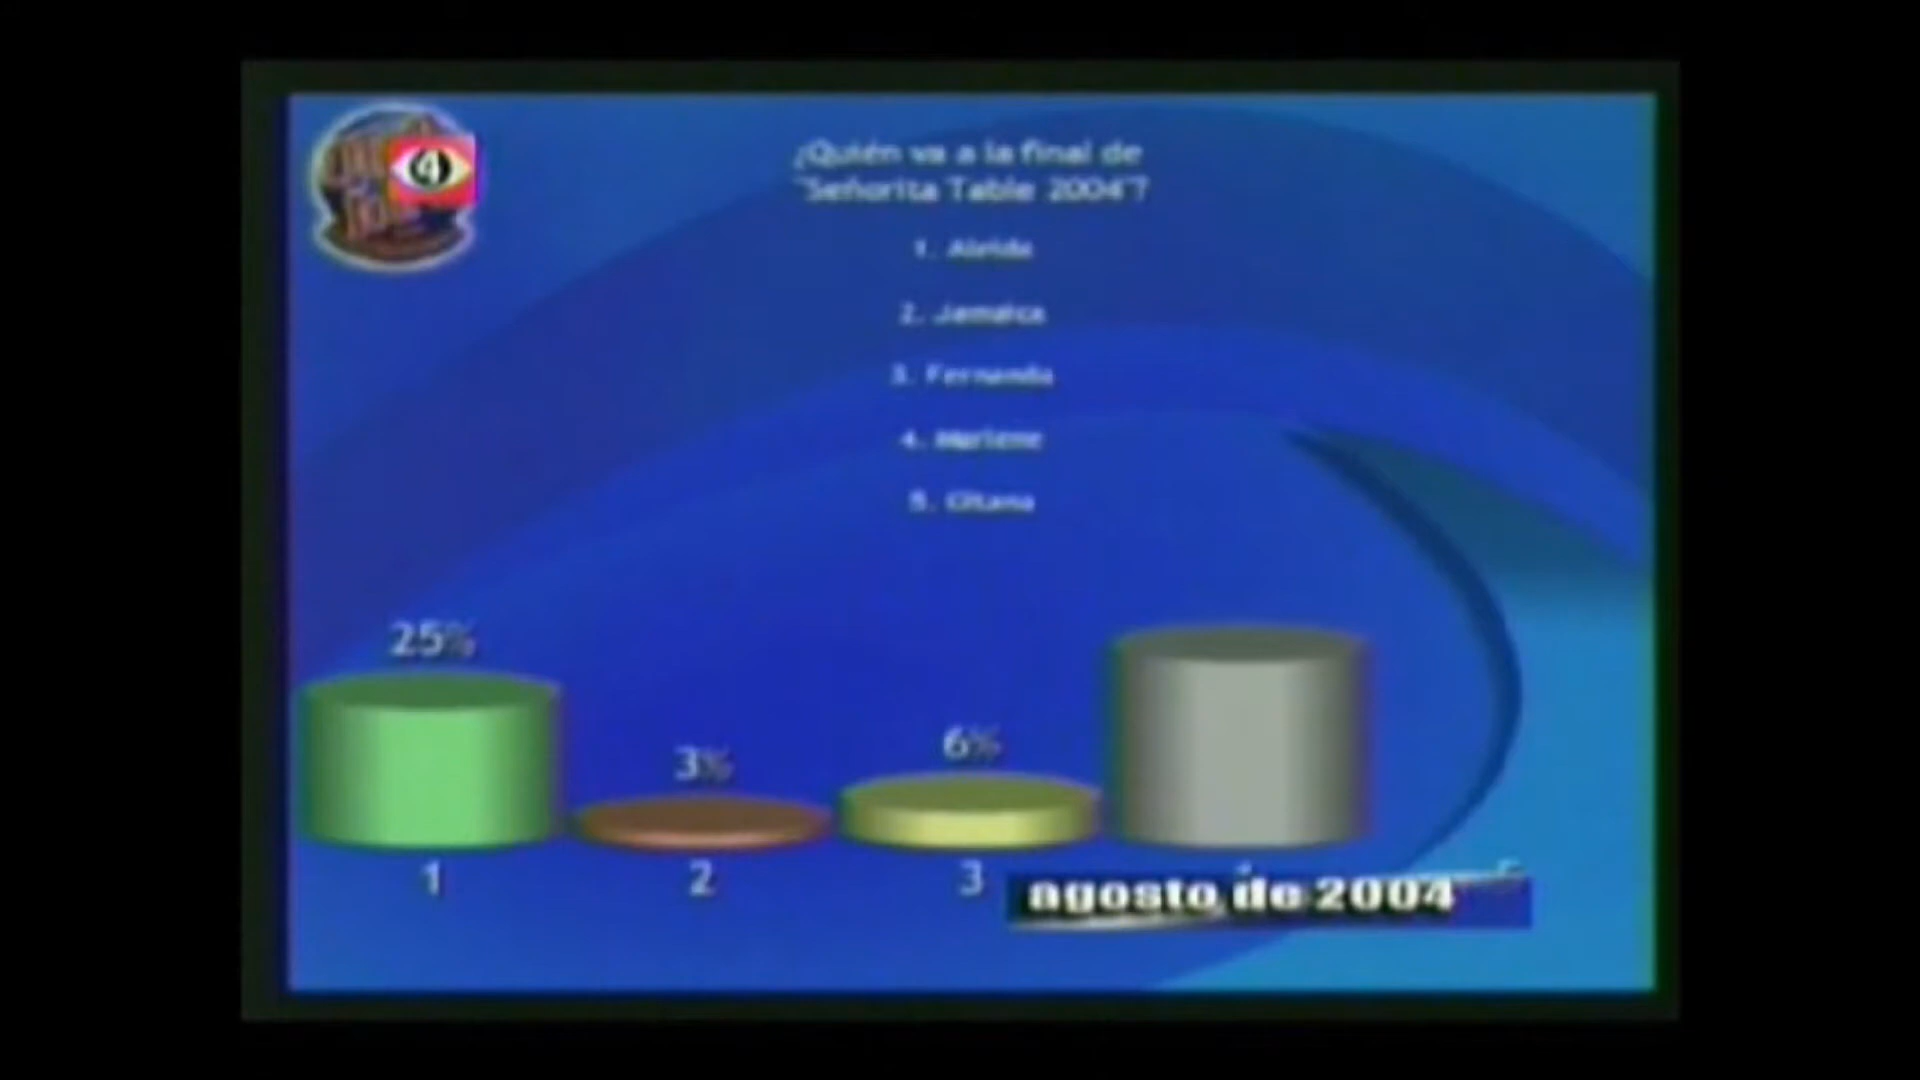 ¿Quién va a la final de
"Señorita Table 2004"?
1.
2. Jamaica
3. Fernanda
4. Marlene
5. Gitana
25%
3%
6%
1
2
3
agosto de 2004
4